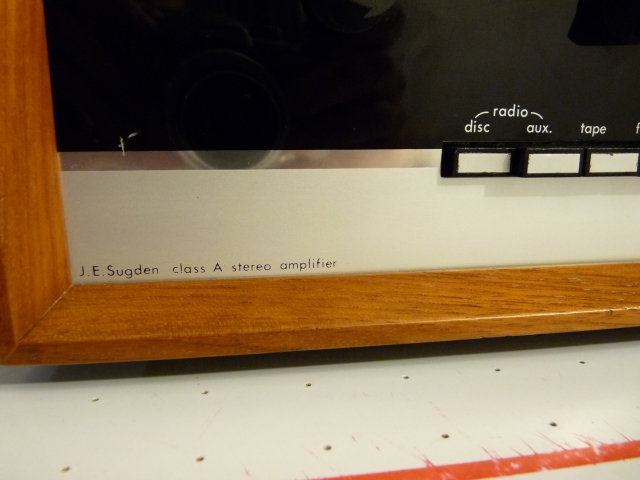 radio
disc aux. tape
J.E.Sugden class A stereo amplifier